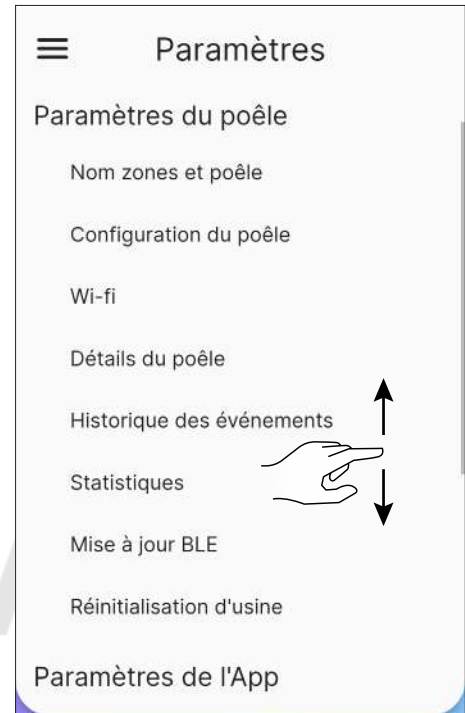 Paramètres
Paramètres du poêle
Nom zones et poêle
Configuration du poêle
Wi-fi
Détails du poêle
Historique des événements
Statistiques
Mise à jour BLE
Réinitialisation d'usine
Paramètres de l'App